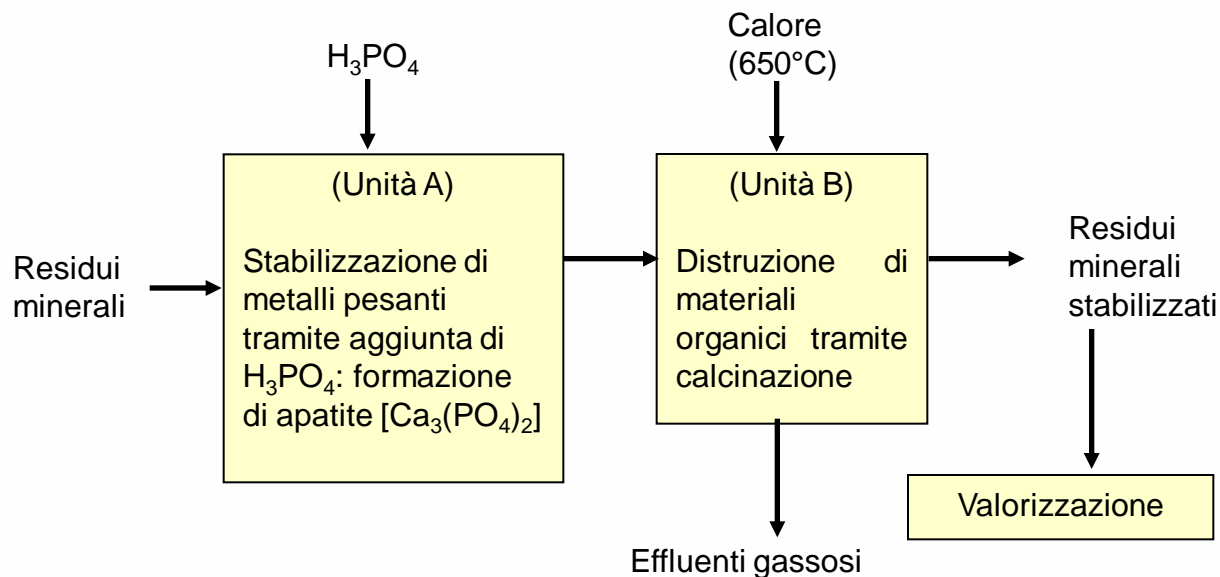 H₃PO₄
Calore
(650°C)
Residui
minerali
(Unità A)
Stabilizzazione di
metalli pesanti
tramite aggiunta di
H₃PO₄: formazione
di apatite [Ca₃(PO₄)₂]
(Unità B)
Distruzione di
materiali
organici tramite
calcinazione
Residui
minerali
stabilizzati
Valorizzazione
Effluenti gassosi